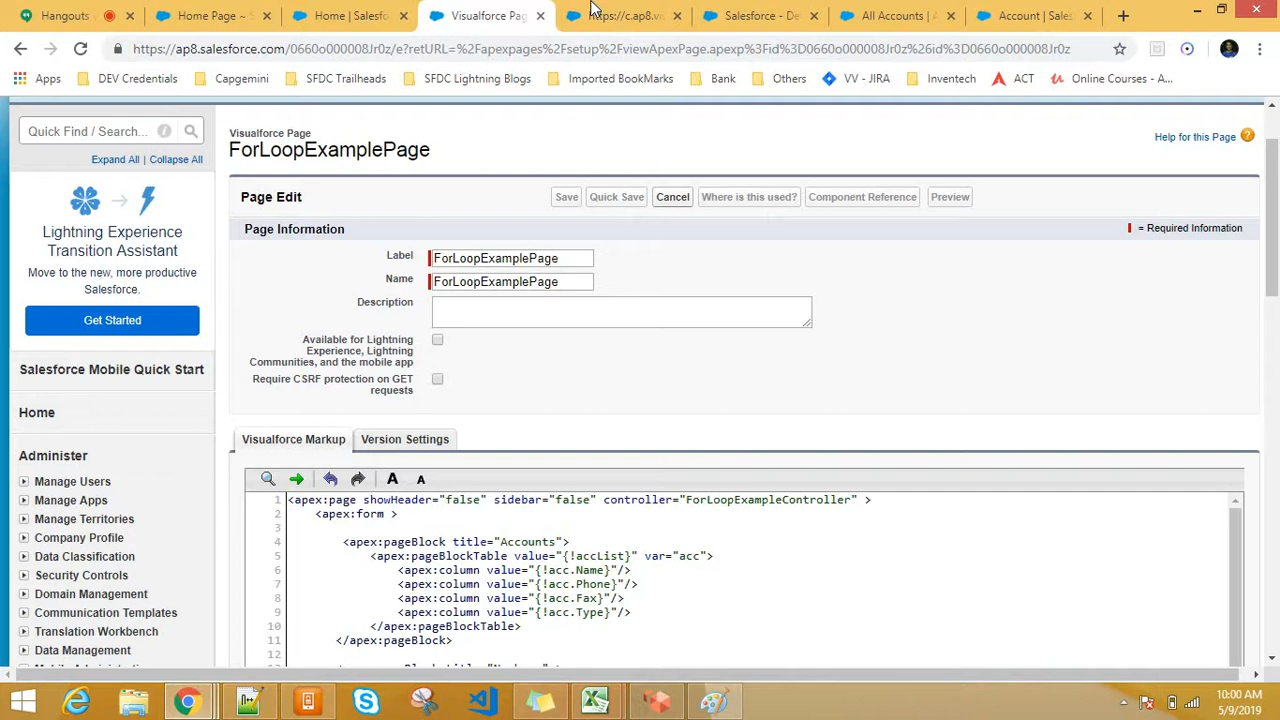 Hangouts
Home Page ~ S
Home | Salesfo
Visualforce Pag
https://c.ap8.vi
Salesforce - De
All Accounts | A
Account | Sales
https://ap8.salesforce.com/0660o00008Jr0z/e?retURL=%2Fapexpages%2Fsetup%2FviewApexPage.apexp%3Fid%3D0660o00008Jr0z%26id%3D0660o00008Jr0z
Apps DEV Credentials Capgemini SFDC Trailheads SFDC Lightning Blogs Imported BookMarks Bank Others VV - JIRA Inventech ACT Online Courses - A...
Quick Find / Search...
Expand All | Collapse All
Lightning Experience
Transition Assistant
Move to the new, more productive
Salesforce.
Get Started
Salesforce Mobile Quick Start
Home
Administer
Manage Users
Manage Apps
Manage Territories
Company Profile
Data Classification
Security Controls
Domain Management
Communication Templates
Translation Workbench
Data Management
Visualforce Page
ForLoopExamplePage
Help for this Page
Page Edit
Save Quick Save Cancel Where is this used? Component Reference Preview
Page Information
= Required Information
Label ForLoopExamplePage
Name ForLoopExamplePage
Description
Available for Lightning
Experience, Lightning
Communities, and the mobile app
Require CSRF protection on GET
requests
Visualforce Markup Version Settings
A A
1 <apex:page showHeader="false" sidebar="false" controller="ForLoopExampleController" >
2 <apex:form >
3
4 <apex:pageBlock title="Accounts">
5 <apex:pageBlockTable value="{!accList}" var="acc">
6 <apex:column value="{!acc.Name}"/>
7 <apex:column value="{!acc.Phone}"/>
8 <apex:column value="{!acc.Fax}"/>
9 <apex:column value="{!acc.Type}"/>
10 </apex:pageBlockTable>
11 </apex:pageBlock>
10:00 AM
5/9/2019